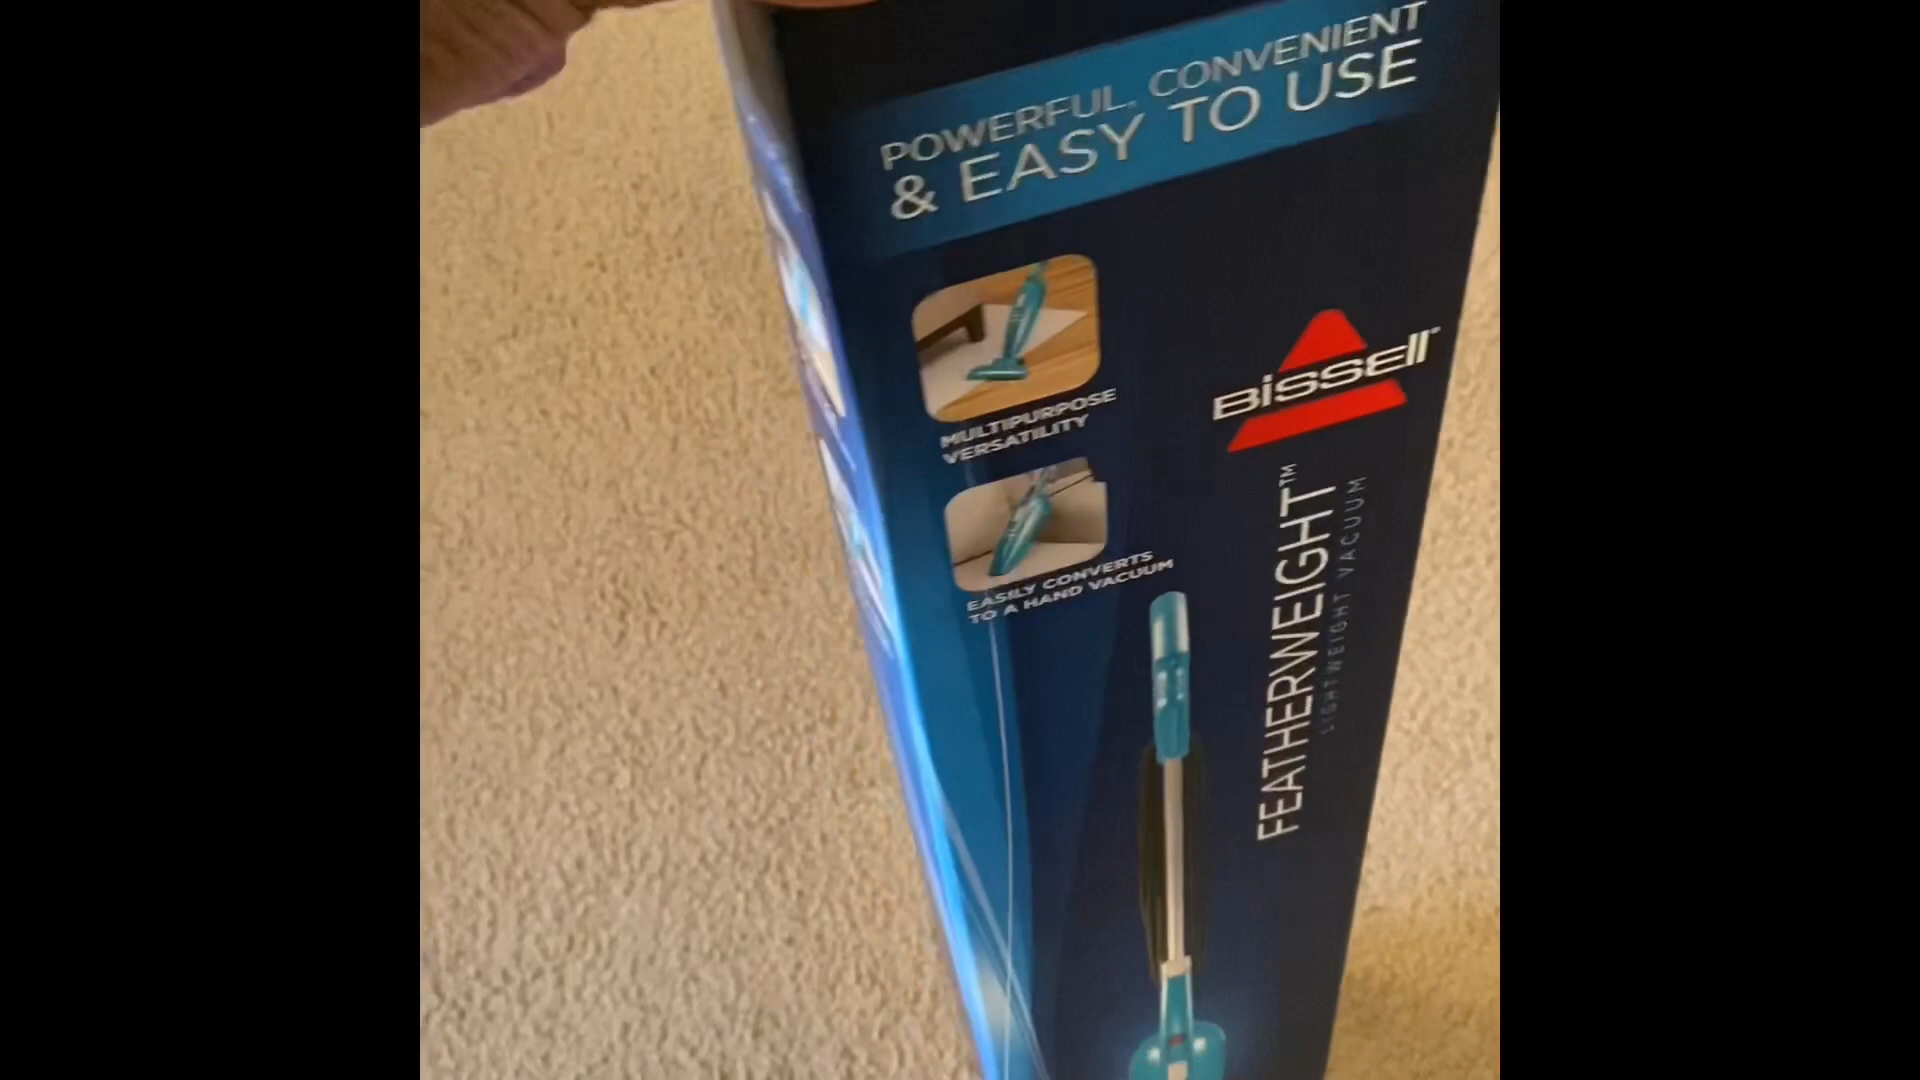 POWERFUL, CONVENIENT
& EASY TO USE
MULTIPURPOSE
VERSATILITY
EASILY CONVERTS
TO A HAND VACUUM
BISSELL
FEATHERWEIGHT™
LIGHTWEIGHT VACUUM